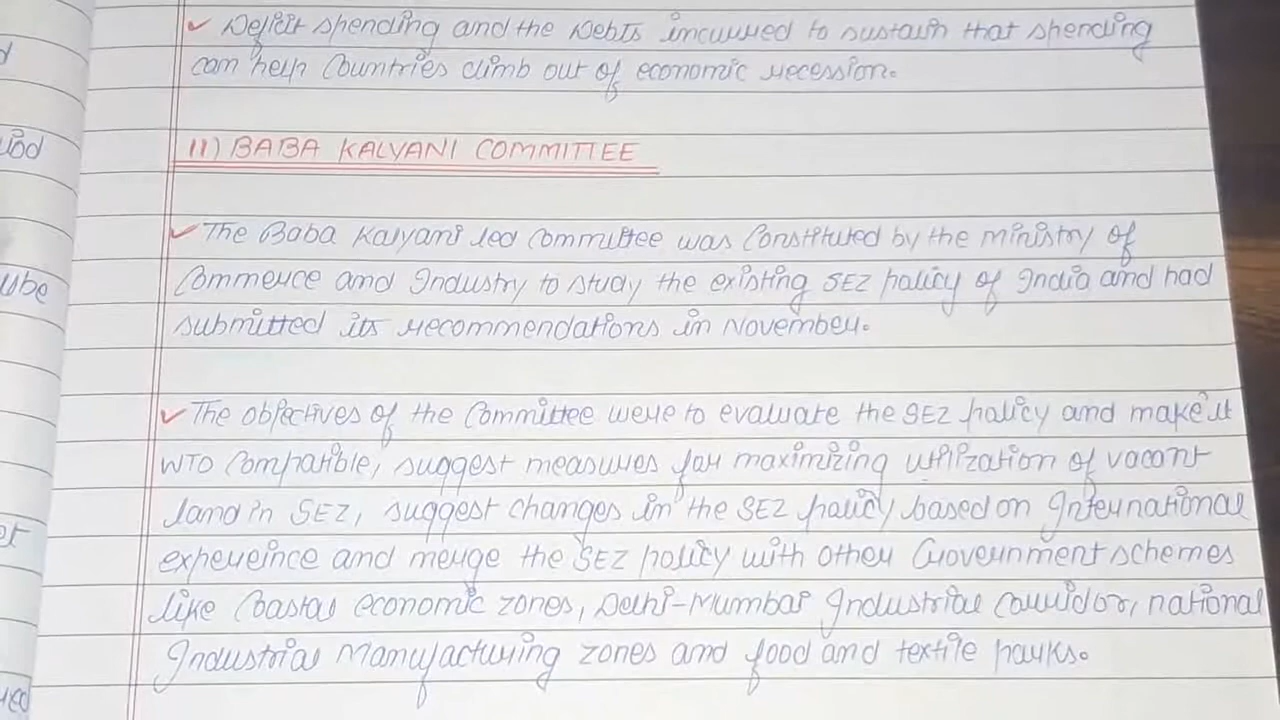 ✓ Deficit spending and the Debts incurred to sustain that spending
can help Countries climb out of economic recession.
11) BABA KALYANI COMMITTEE
✓ The Baba Kalyani led Committee was Constituted by the ministry of
Commerce and Industry to study the existing SEZ policy of India and had
submitted its recommendations in November.
✓ The objectives of the Committee were to evaluate the SEZ policy and make it
WTO Compatible, suggest measures for maximizing utilization of vacant
land in SEZ, suggest changes in the SEZ policy based on International
expereince and merge the SEZ policy with other Government schemes
like Coastal economic zones, Delhi-Mumbai Industrial Corridor, national
Industrial Manufacturing zones and food and textile parks.